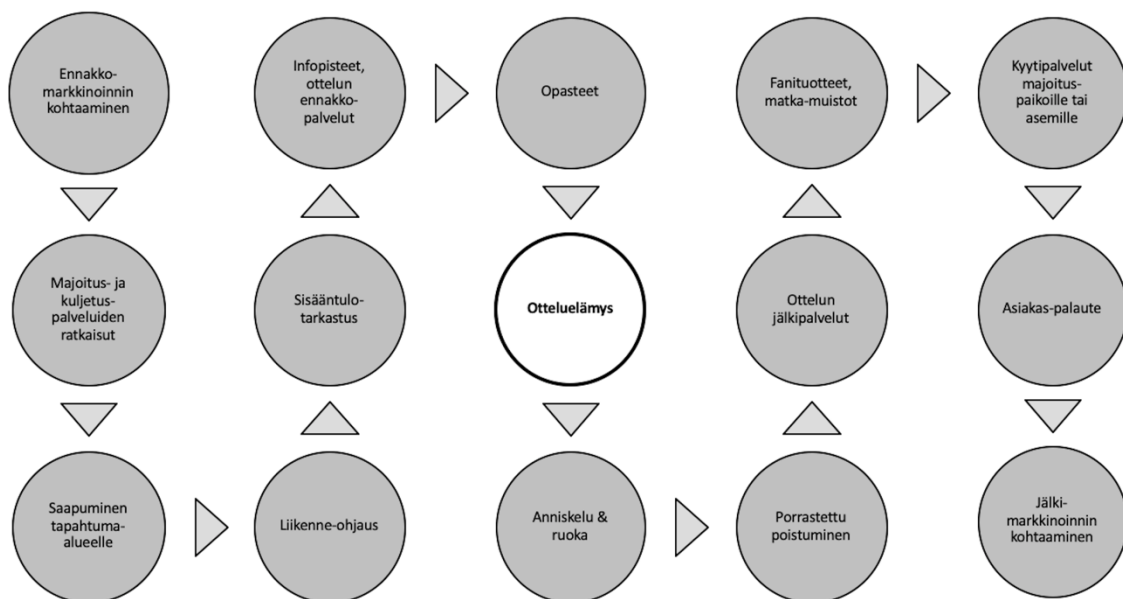 Ennakko-
markkinoinnin
kohtaaminen
Majoitus- ja
kuljetus-
palveluiden
ratkaisut
Saapuminen
tapahtuma-
alueelle
Liikenne-ohjaus
Sisääntulo-
tarkastus
Infopisteet,
ottelun
ennakko-
palvelut
Opasteet
Otteluelämys
Anniskelu &
ruoka
Porrastettu
poistuminen
Ottelun
jälkipalvelut
Fanituotteet,
matka-muistot
Kyytipalvelut
majoitus-
paikoille tai
asemille
Asiakas-palaute
Jälki-
markkinoinnin
kohtaaminen